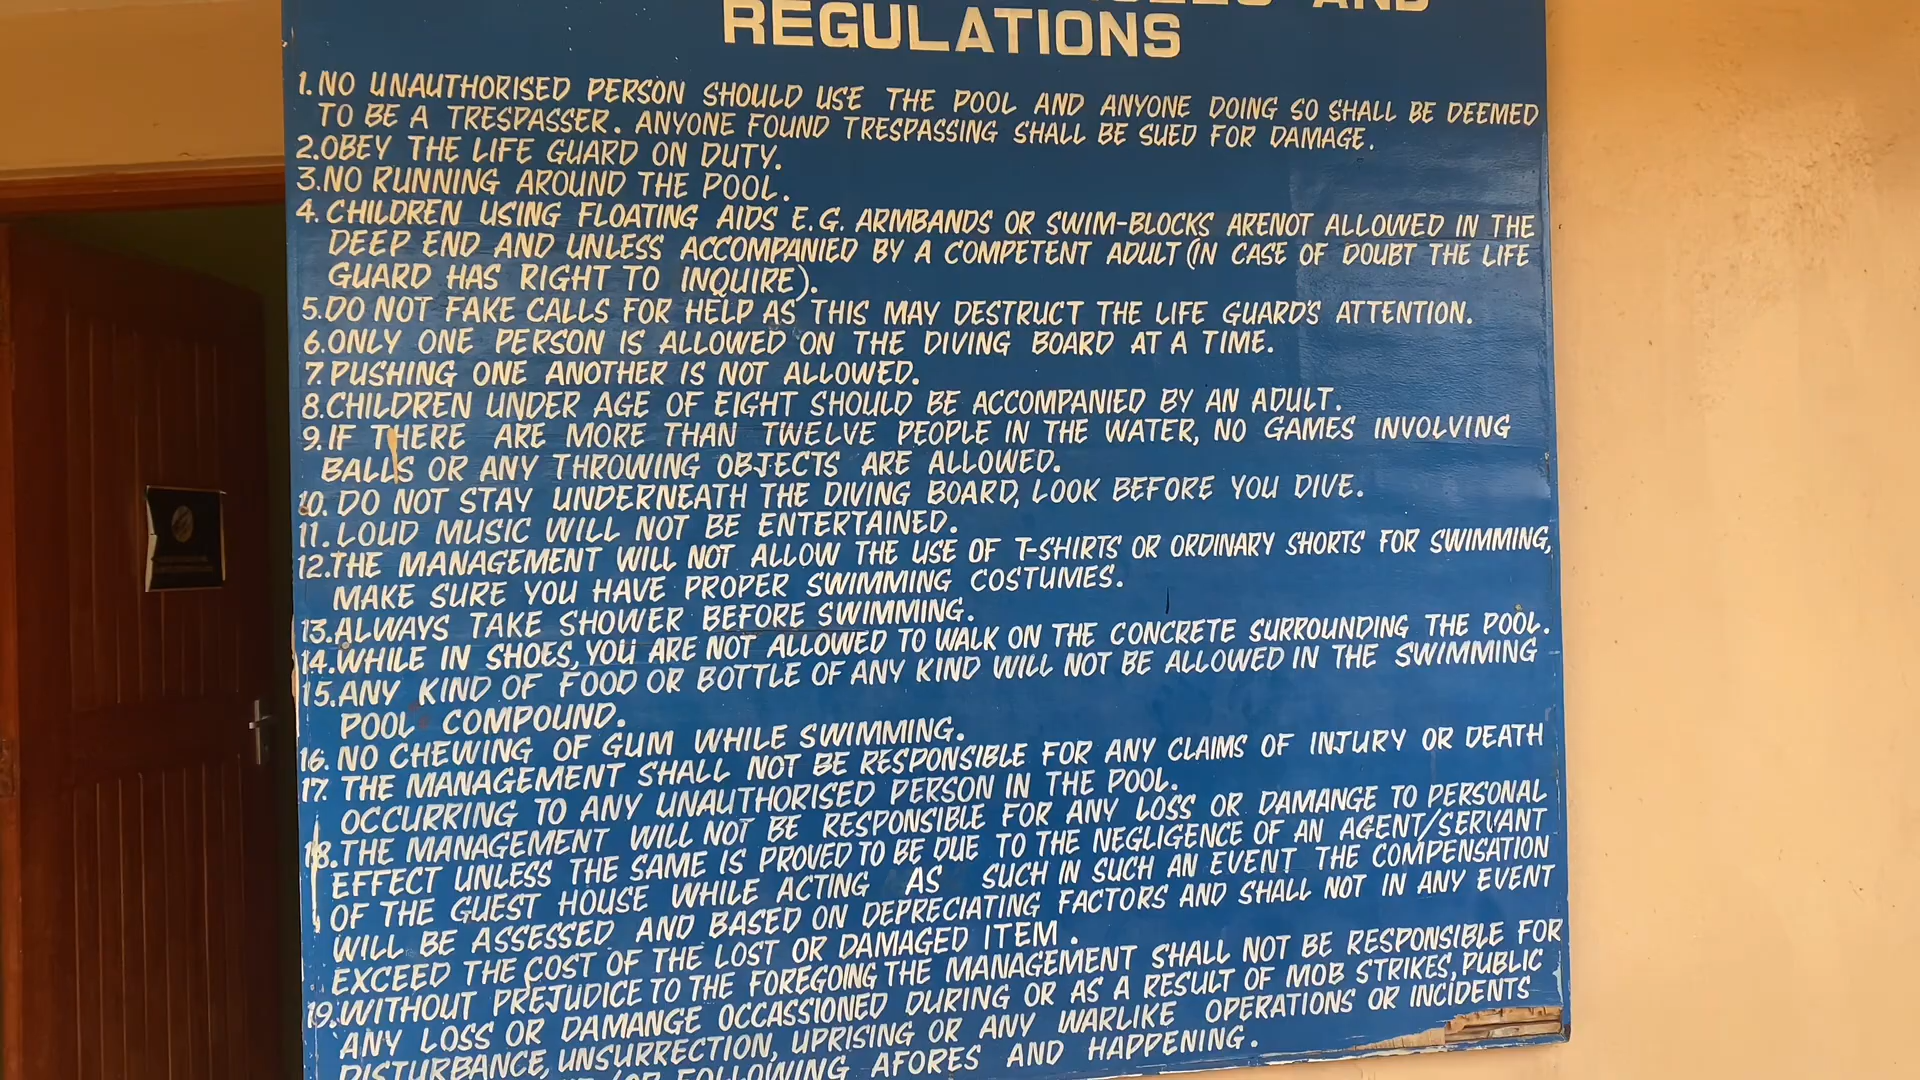 AND
REGULATIONS
1. NO UNAUTHORISED PERSON SHOULD USE THE POOL AND ANYONE DOING SO SHALL BE DEEMED
TO BE A TRESPASSER. ANYONE FOUND TRESPASSING SHALL BE SUED FOR DAMAGE.
2.OBEY THE LIFE GUARD ON DUTY.
3.NO RUNNING AROUND THE POOL.
4. CHILDREN USING FLOATING AIDS E.G. ARMBANDS OR SWIM-BLOCKS ARENOT ALLOWED IN THE
DEEP END AND UNLESS ACCOMPANIED BY A COMPETENT ADULT (IN CASE OF DOUBT THE LIFE
GUARD HAS RIGHT TO INQUIRE).
5.DO NOT FAKE CALLS FOR HELP AS THIS MAY DESTRUCT THE LIFE GUARD'S ATTENTION.
6.ONLY ONE PERSON IS ALLOWED ON THE DIVING BOARD AT A TIME.
7. PUSHING ONE ANOTHER IS NOT ALLOWED.
8.CHILDREN UNDER AGE OF EIGHT SHOULD BE ACCOMPANIED BY AN ADULT.
9.IF THERE ARE MORE THAN TWELVE PEOPLE IN THE WATER, NO GAMES INVOLVING
BALLS OR ANY THROWING OBJECTS ARE ALLOWED.
10. DO NOT STAY UNDERNEATH THE DIVING BOARD, LOOK BEFORE YOU DIVE.
11. LOUD MUSIC WILL NOT BE ENTERTAINED.
12.THE MANAGEMENT WILL NOT ALLOW THE USE OF T-SHIRTS OR ORDINARY SHORTS FOR SWIMMING,
MAKE SURE YOU HAVE PROPER SWIMMING COSTUMES.
13.ALWAYS TAKE SHOWER BEFORE SWIMMING.
14.WHILE IN SHOES, YOU ARE NOT ALLOWED TO WALK ON THE CONCRETE SURROUNDING THE POOL.
15.ANY KIND OF FOOD OR BOTTLE OF ANY KIND WILL NOT BE ALLOWED IN THE SWIMMING
POOL COMPOUND.
16. NO CHEWING OF GUM WHILE SWIMMING.
17. THE MANAGEMENT SHALL NOT BE RESPONSIBLE FOR ANY CLAIMS OF INJURY OR DEATH
OCCURRING TO ANY UNAUTHORISED PERSON IN THE POOL.
18.THE MANAGEMENT WILL NOT BE RESPONSIBLE FOR ANY LOSS OR DAMANGE TO PERSONAL
EFFECT UNLESS THE SAME IS PROVED TO BE DUE TO THE NEGLIGENCE OF AN AGENT/SERVANT
OF THE GUEST HOUSE WHILE ACTING AS SUCH IN SUCH AN EVENT THE COMPENSATION
WILL BE ASSESSED AND BASED ON DEPRECIATING FACTORS AND SHALL NOT IN ANY EVENT
EXCEED THE COST OF THE LOST OR DAMAGED ITEM.
19.WITHOUT PREJUDICE TO THE FOREGOING THE MANAGEMENT SHALL NOT BE RESPONSIBLE FOR
ANY LOSS OR DAMANGE OCCASSIONED DURING OR AS A RESULT OF MOB STRIKES, PUBLIC
DISTURBANCE, UNSURRECTION, UPRISING OR ANY WARLIKE OPERATIONS OR INCIDENTS
FOLLOWING AFORES AND HAPPENING.